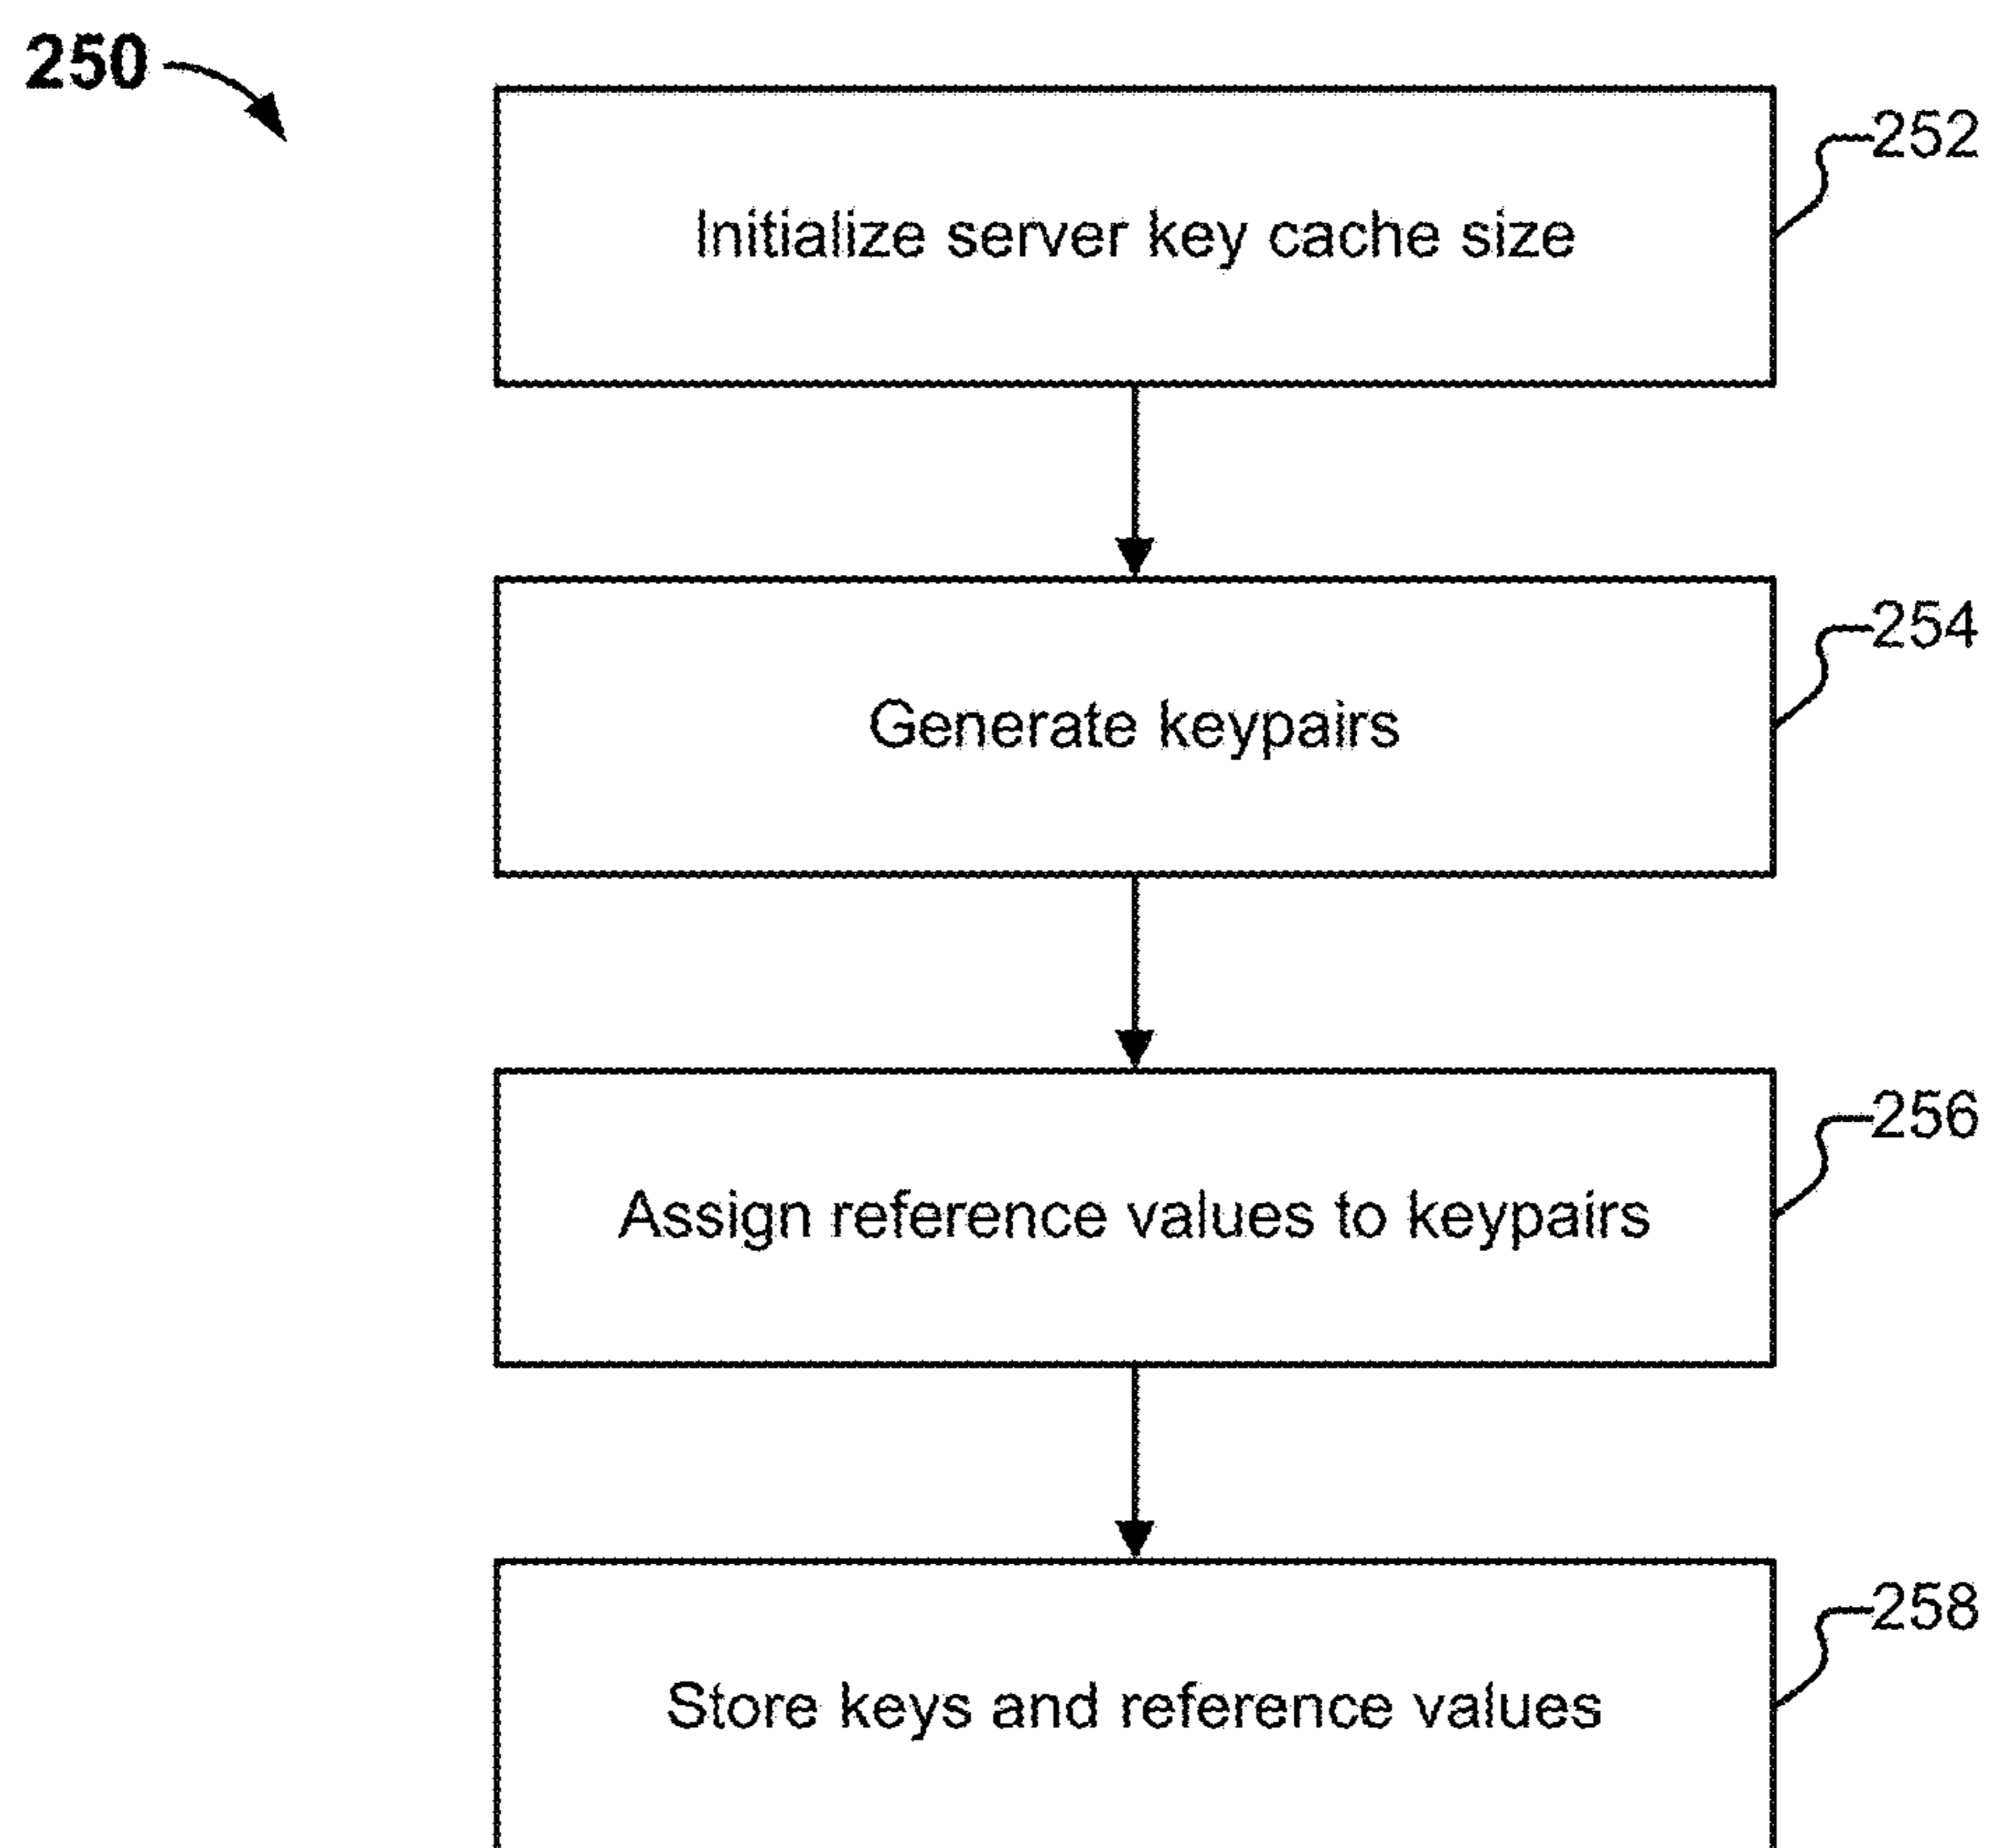 250
252
Initialize server key cache size
254
Generate keypairs
256
Assign reference values to keypairs
258
Store keys and reference values